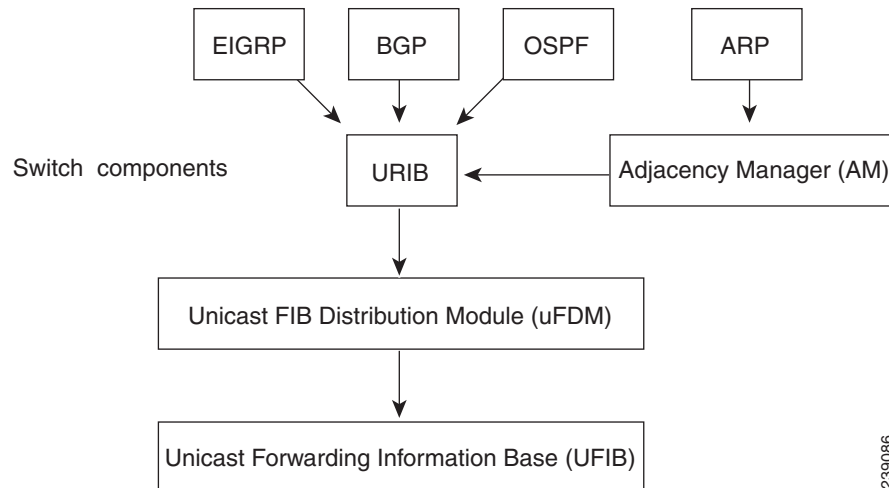 EIGRP
BGP
OSPF
ARP
Switch components
URIB
Adjacency Manager (AM)
Unicast FIB Distribution Module (uFDM)
Unicast Forwarding Information Base (UFIB)
239086